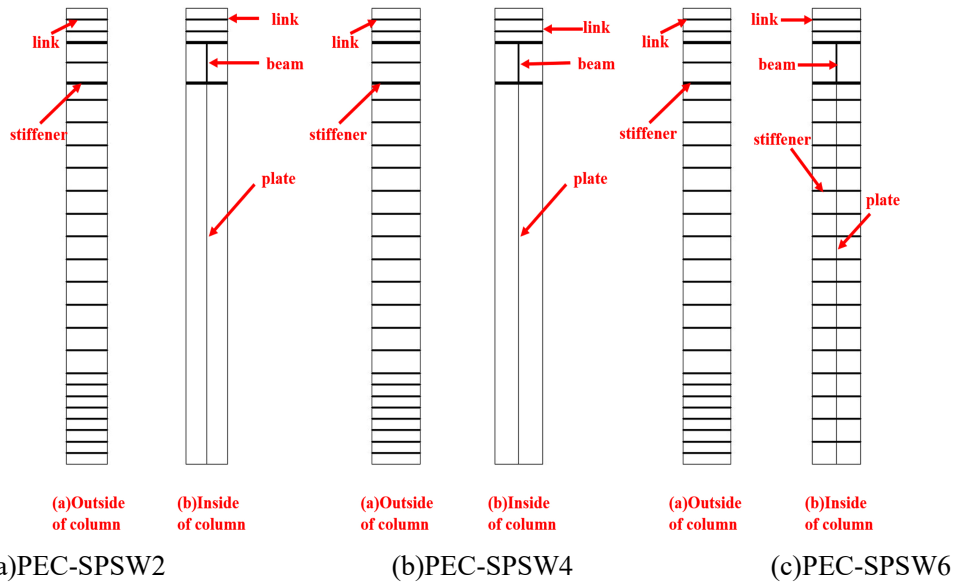 link
link
beam
stiffener
plate
(a)Outside
of column
(b)Inside
of column
a)PEC-SPSW2
link
link
beam
stiffener
plate
(a)Outside
of column
(b)Inside
of column
(b)PEC-SPSW4
link
link
beam
stiffener
stiffener
plate
(a)Outside
of column
(b)Inside
of column
(c)PEC-SPSW6